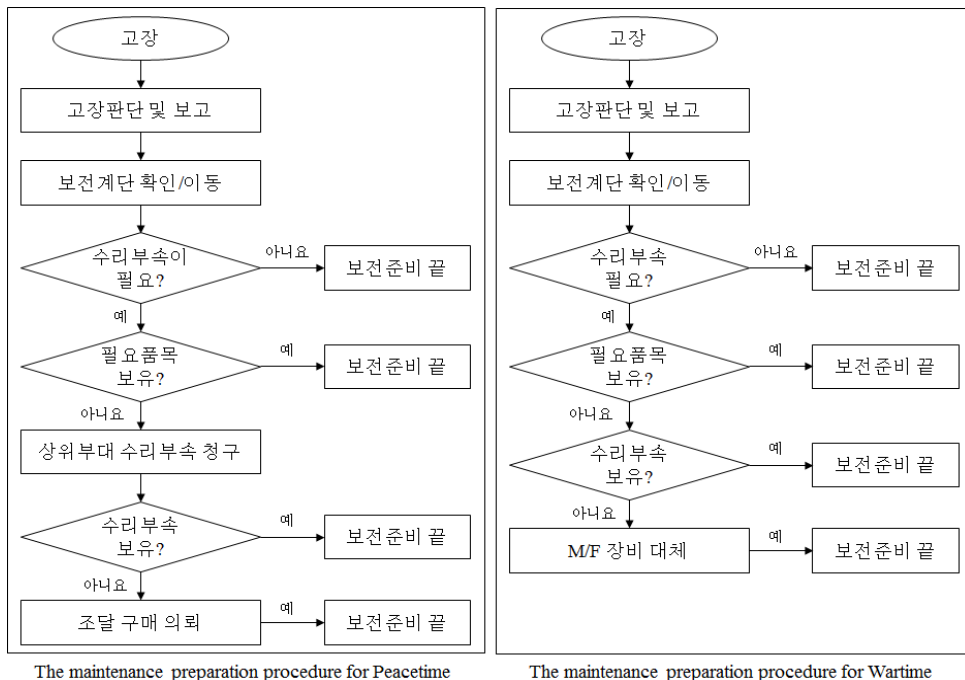 고장
고장판단 및 보고
보전계단 확인/이동
수리부속이
필요?
아니요
보전준비 끝
예
필요품목
보유?
예
보전준비 끝
아니요
상위부대 수리부속 청구
수리부속
보유?
예
보전준비 끝
아니요
조달 구매 의뢰
예
보전준비 끝
The maintenance preparation procedure for Peacetime
고장
고장판단 및 보고
보전계단 확인/이동
수리부속
필요?
아니요
보전준비 끝
예
필요품목
보유?
예
보전준비 끝
아니요
수리부속
보유?
예
보전준비 끝
아니요
M/F 장비 대체
예
보전준비 끝
The maintenance preparation procedure for Wartime